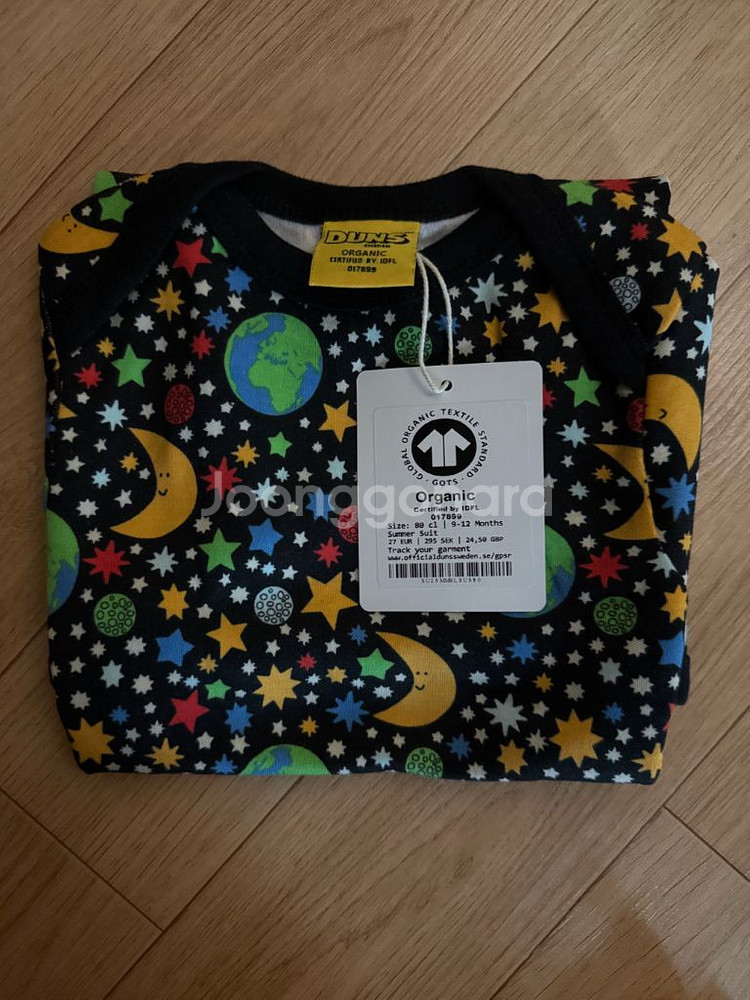 DUNS
SWEDEN
ORGANIC
CERTIFIED BY IDFL
017899
GLOBAL ORGANIC TEXTILE STANDARD · GOTS ·
Organic
Certified by IDFL
017899
Size: 80 cl | 9-12 Months
Summer Suit
27 EUR | 295 SEK | 24,50 GBP
Track your garment
www.officialdunssweden.se/gpsr
Joonggonara